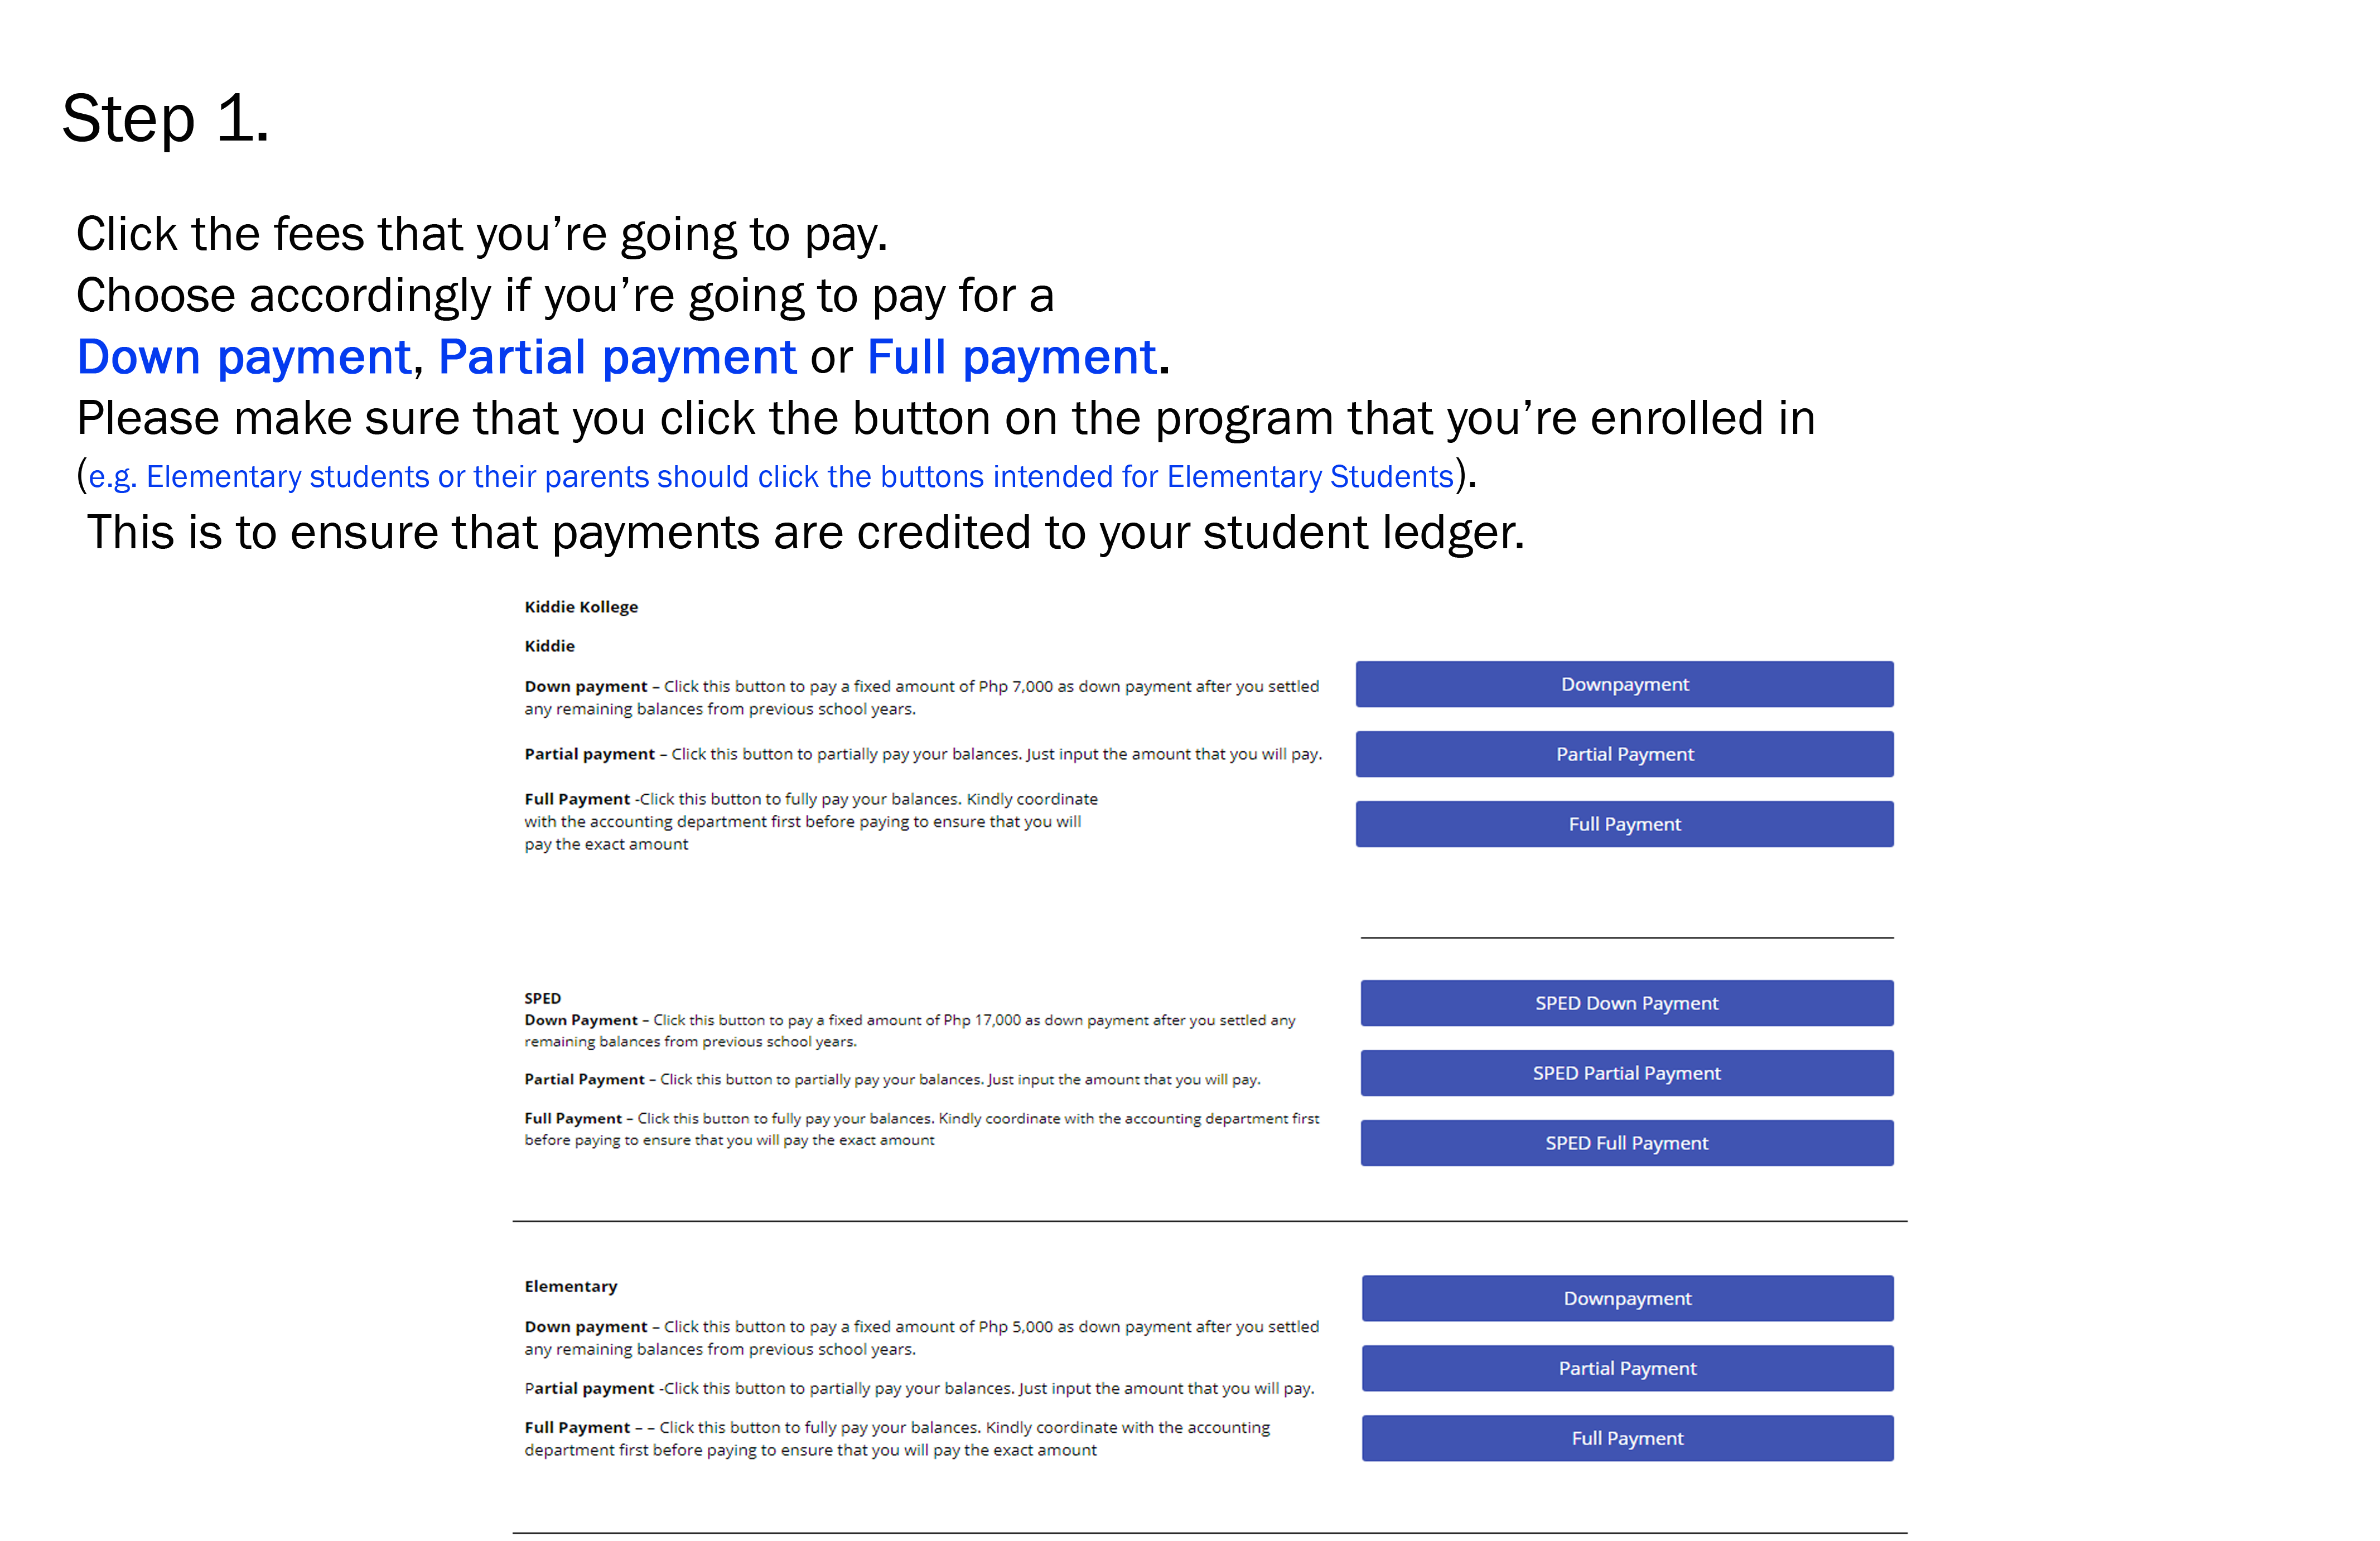 Step 1.
Click the fees that you’re going to pay.
Choose accordingly if you’re going to pay for a
Down payment, Partial payment or Full payment.
Please make sure that you click the button on the program that you’re enrolled in
(e.g. Elementary students or their parents should click the buttons intended for Elementary Students).
This is to ensure that payments are credited to your student ledger.
Kiddie Kollege
Kiddie
Down payment – Click this button to pay a fixed amount of Php 7,000 as down payment after you settled
any remaining balances from previous school years.
Downpayment
Partial payment – Click this button to partially pay your balances. Just input the amount that you will pay.
Partial Payment
Full Payment -Click this button to fully pay your balances. Kindly coordinate
with the accounting department first before paying to ensure that you will
pay the exact amount
Full Payment
SPED
Down Payment – Click this button to pay a fixed amount of Php 17,000 as down payment after you settled any
remaining balances from previous school years.
SPED Down Payment
Partial Payment – Click this button to partially pay your balances. Just input the amount that you will pay.
SPED Partial Payment
Full Payment – Click this button to fully pay your balances. Kindly coordinate with the accounting department first
before paying to ensure that you will pay the exact amount
SPED Full Payment
Elementary
Down payment – Click this button to pay a fixed amount of Php 5,000 as down payment after you settled
any remaining balances from previous school years.
Downpayment
Partial payment -Click this button to partially pay your balances. Just input the amount that you will pay.
Partial Payment
Full Payment – – Click this button to fully pay your balances. Kindly coordinate with the accounting
department first before paying to ensure that you will pay the exact amount
Full Payment